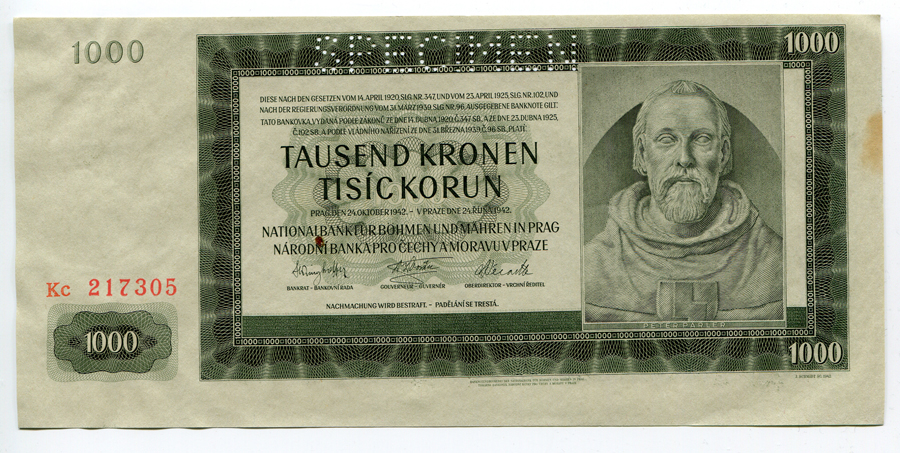 SPECIMEN
1000
1000
DIESE NACH DEN GESETZEN VOM 14. APRIL 1920, SLG. NR. 347, UND VOM 23. APRIL 1925, SLG. NR. 102, UND
NACH DER REGIERUNGSVERORDNUNG VOM 31. MÄRZ 1939, SLG. NR. 96, AUSGEGEBENE BANKNOTE GILT.
TATO BANKOVKA, VYDANÁ PODLE ZÁKONŮ ZE DNE 14. DUBNA 1920, Č. 347 SB., A ZE DNE 23. DUBNA 1925,
Č. 102 SB. A PODLE VLÁDNÍHO NAŘÍZENÍ ZE DNE 31. BŘEZNA 1939, Č. 96 SB., PLATÍ
TAUSEND KRONEN
TISÍC KORUN
PRAG, DEN 24. OKTOBER 1942. – V PRAZE DNE 24. ŘÍJNA 1942.
NATIONALBANK FÜR BÖHMEN UND MÄHREN IN PRAG
NÁRODNÍ BANKA PRO ČECHY A MORAVU V PRAZE
BANKRAT – BANKOVNÍ RADA
GOUVERNEUR – GUVERNÉR
OBERDIREKTOR – VRCHNÍ ŘEDITEL
NACHMACHUNG WIRD BESTRAFT. – PADĚLÁNÍ SE TRESTÁ.
Kc 217305
1000
PETER PARLER
1000